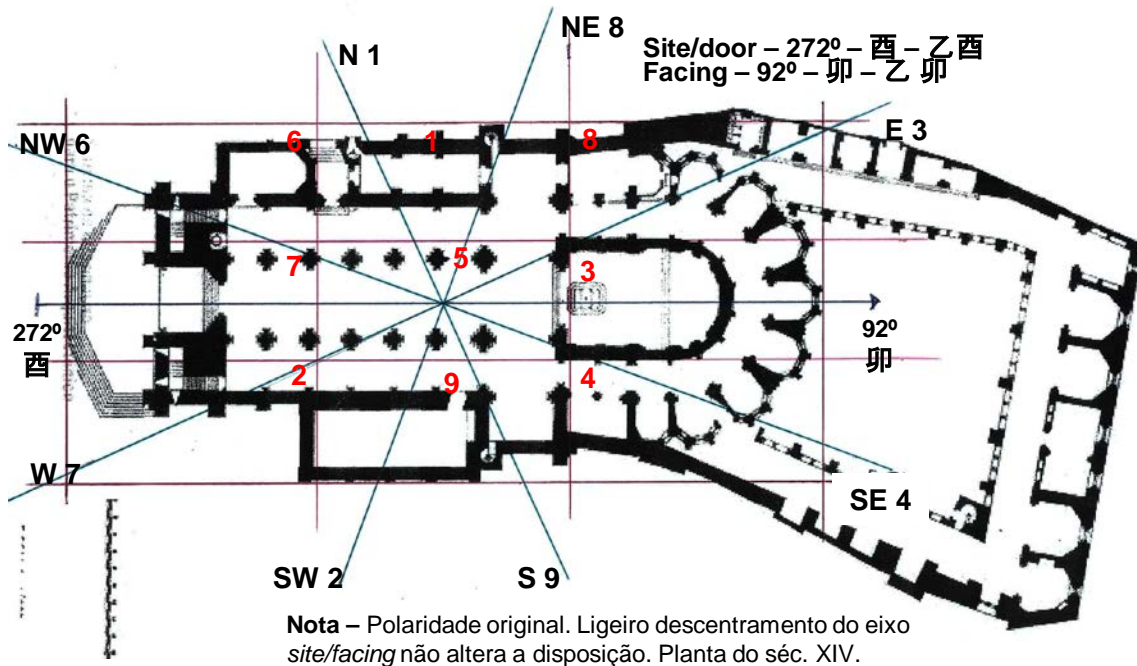 N 1
NE 8
Site/door – 272º – 酉 – 乙酉
Facing – 92º – 卯 – 乙 卯
NW 6
6
1
8
E 3
7
5
3
272º
酉
92º
卯
2
9
4
W 7
SE 4
SW 2
S 9
Nota – Polaridade original. Ligeiro descentramento do eixo
site/facing não altera a disposição. Planta do séc. XIV.